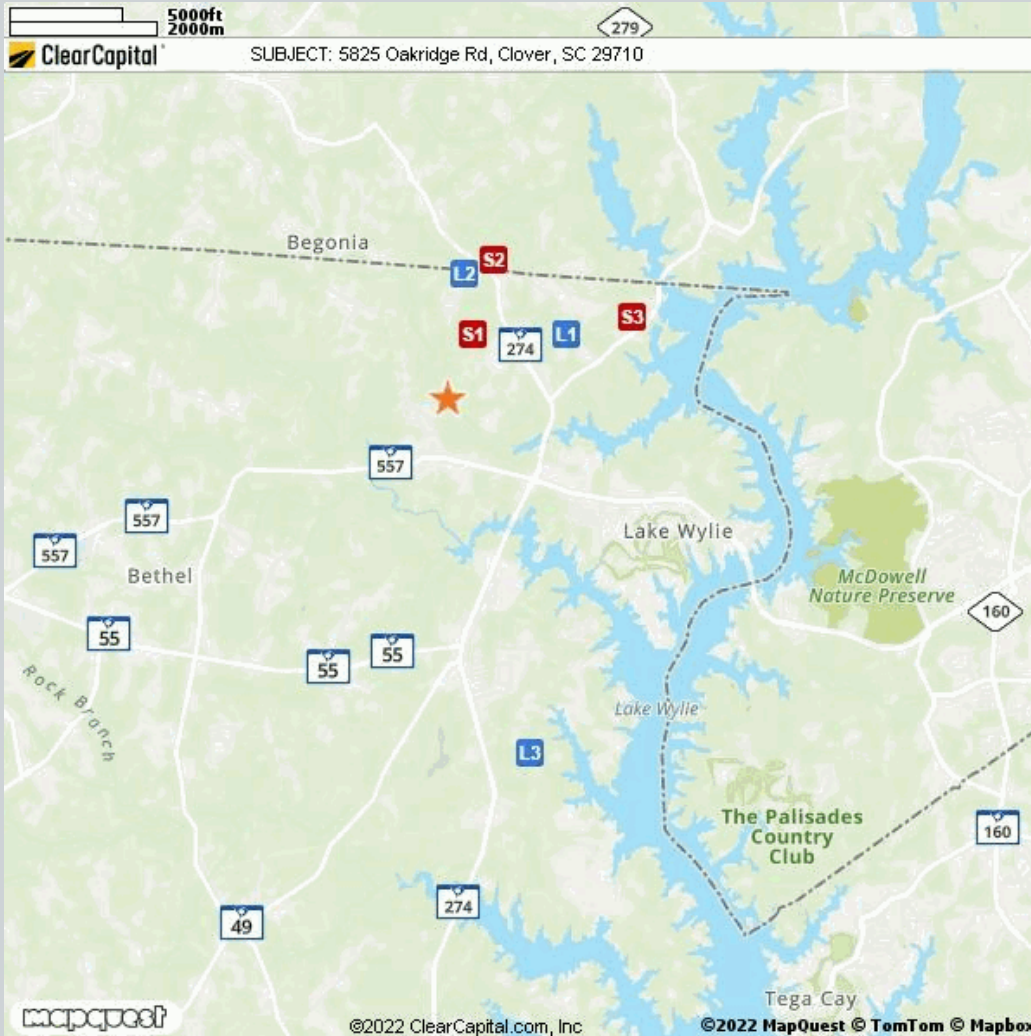 5000ft
2000m
279
ClearCapital
SUBJECT: 5825 Oakridge Rd, Clover, SC 29710
Begonia
S2
L2
S3
S1
274
L1
557
557
Lake Wylie
557
Bethel
McDowell
Nature Preserve
160
55
55
55
Rock Branch
Lake Wylie
L3
The Palisades
Country
Club
160
274
49
Tega Cay
mapquest
©2022 ClearCapital.com, Inc
©2022 MapQuest © TomTom © Mapbox